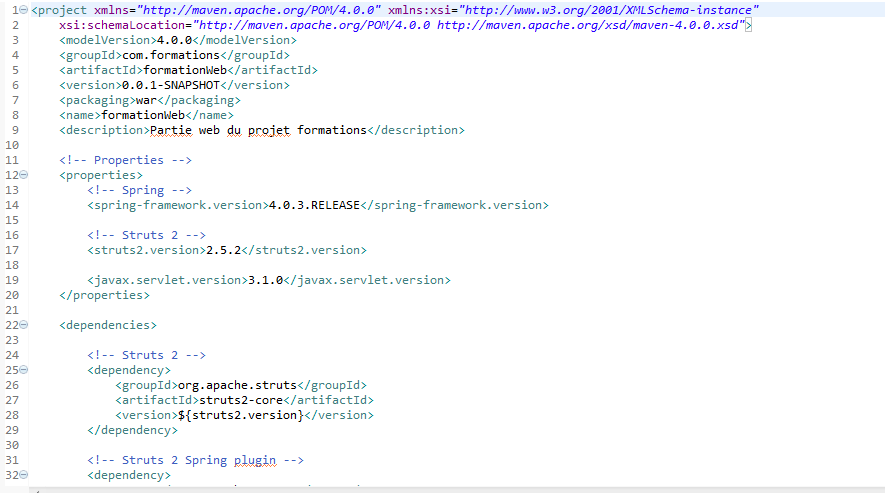 1 <project xmlns="http://maven.apache.org/POM/4.0.0" xmlns:xsi="http://www.w3.org/2001/XMLSchema-instance"
2 xsi:schemaLocation="http://maven.apache.org/POM/4.0.0 http://maven.apache.org/xsd/maven-4.0.0.xsd">
3 <modelVersion>4.0.0</modelVersion>
4 <groupId>com.formations</groupId>
5 <artifactId>formationWeb</artifactId>
6 <version>0.0.1-SNAPSHOT</version>
7 <packaging>war</packaging>
8 <name>formationWeb</name>
9 <description>Partie web du projet formations</description>
10
11 <!-- Properties -->
12 <properties>
13 <!-- Spring -->
14 <spring-framework.version>4.0.3.RELEASE</spring-framework.version>
15
16 <!-- Struts 2 -->
17 <struts2.version>2.5.2</struts2.version>
18
19 <javax.servlet.version>3.1.0</javax.servlet.version>
20 </properties>
21
22 <dependencies>
23
24 <!-- Struts 2 -->
25 <dependency>
26 <groupId>org.apache.struts</groupId>
27 <artifactId>struts2-core</artifactId>
28 <version>${struts2.version}</version>
29 </dependency>
30
31 <!-- Struts 2 Spring plugin -->
32 <dependency>